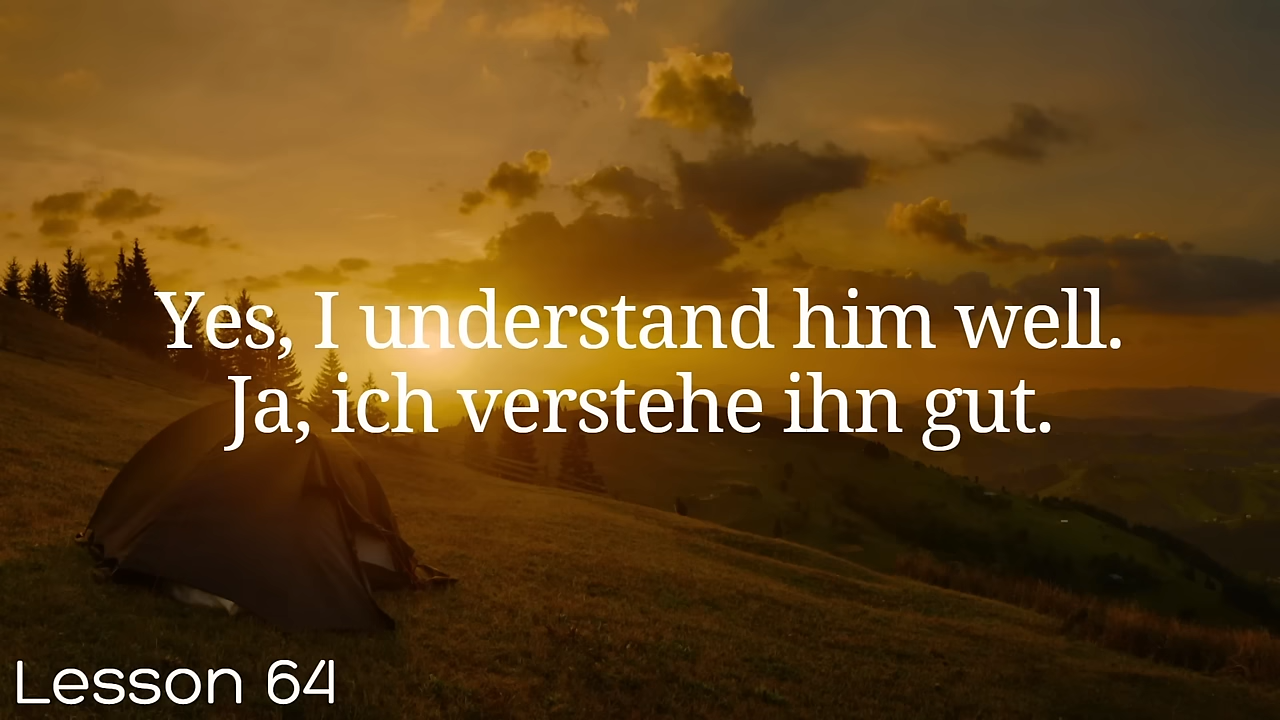 Yes, I understand him well.
Ja, ich verstehe ihn gut.
Lesson 64